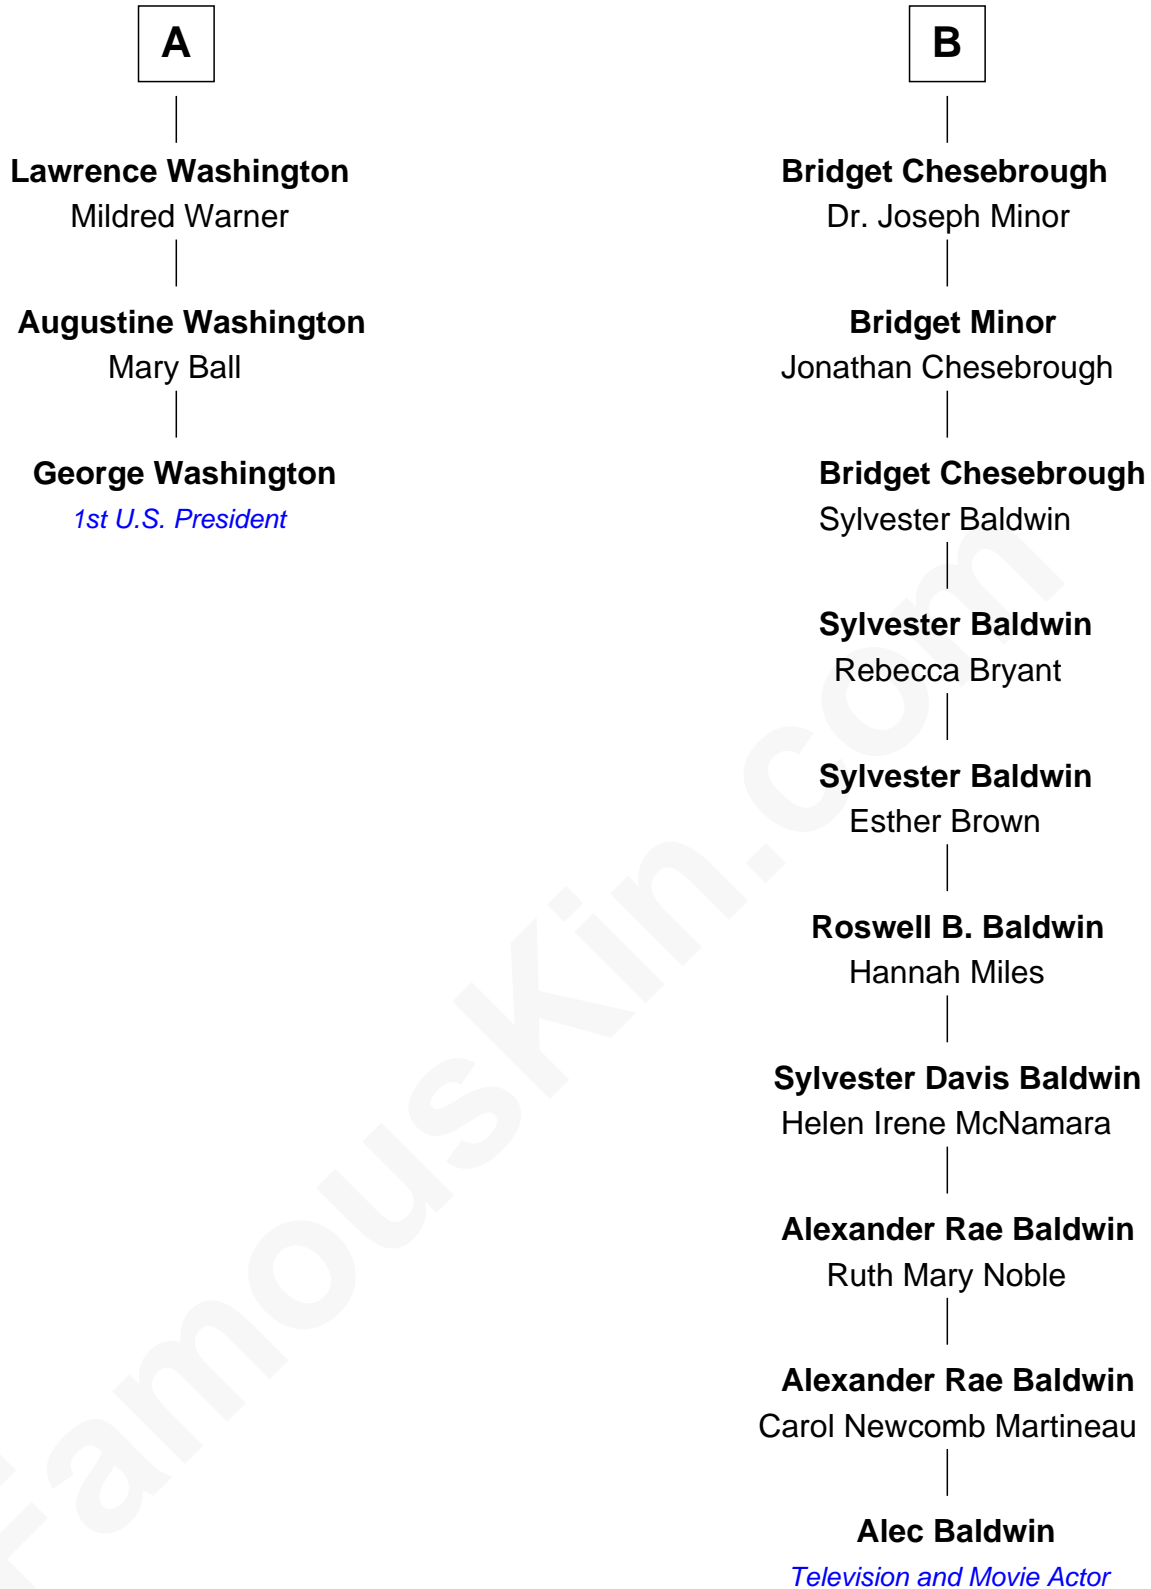 A
Lawrence Washington
Mildred Warner
Augustine Washington
Mary Ball
George Washington
1st U.S. President
B
Bridget Chesebrough
Dr. Joseph Minor
Bridget Minor
Jonathan Chesebrough
Bridget Chesebrough
Sylvester Baldwin
Sylvester Baldwin
Rebecca Bryant
Sylvester Baldwin
Esther Brown
Roswell B. Baldwin
Hannah Miles
Sylvester Davis Baldwin
Helen Irene McNamara
Alexander Rae Baldwin
Ruth Mary Noble
Alexander Rae Baldwin
Carol Newcomb Martineau
Alec Baldwin
Television and Movie Actor
FamousKin.com